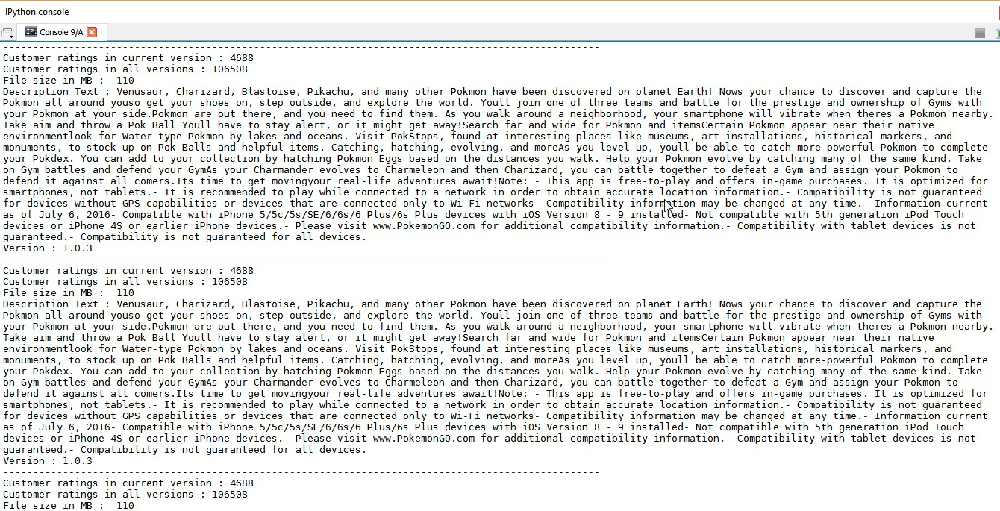 IPython console
IP: Console 9/A
----------------------------------------------------------------------------------------------------
Customer ratings in current version : 4688
Customer ratings in all versions : 106508
File size in MB :  110
Description Text : Venusaur, Charizard, Blastoise, Pikachu, and many other Pokmon have been discovered on planet Earth! Nows your chance to discover and capture the
Pokmon all around youso get your shoes on, step outside, and explore the world. Youll join one of three teams and battle for the prestige and ownership of Gyms with
your Pokmon at your side.Pokmon are out there, and you need to find them. As you walk around a neighborhood, your smartphone will vibrate when theres a Pokmon nearby.
Take aim and throw a Pok Ball Youll have to stay alert, or it might get away!Search far and wide for Pokmon and itemsCertain Pokmon appear near their native
environmentlook for Water-type Pokmon by lakes and oceans. Visit PokStops, found at interesting places like museums, art installations, historical markers, and
monuments, to stock up on Pok Balls and helpful items. Catching, hatching, evolving, and moreAs you level up, youll be able to catch more-powerful Pokmon to complete
your Pokdex. You can add to your collection by hatching Pokmon Eggs based on the distances you walk. Help your Pokmon evolve by catching many of the same kind. Take
on Gym battles and defend your GymAs your Charmander evolves to Charmeleon and then Charizard, you can battle together to defeat a Gym and assign your Pokmon to
defend it against all comers.Its time to get movingyour real-life adventures await!Note: - This app is free-to-play and offers in-game purchases. It is optimized for
smartphones, not tablets.- It is recommended to play while connected to a network in order to obtain accurate location information.- Compatibility is not guaranteed
for devices without GPS capabilities or devices that are connected only to Wi-Fi networks- Compatibility information may be changed at any time.- Information current
as of July 6, 2016- Compatible with iPhone 5/5c/5s/SE/6/6s/6 Plus/6s Plus devices with iOS Version 8 - 9 installed- Not compatible with 5th generation iPod Touch
devices or iPhone 4S or earlier iPhone devices.- Please visit www.PokemonGO.com for additional compatibility information.- Compatibility with tablet devices is not
guaranteed.- Compatibility is not guaranteed for all devices.
Version : 1.0.3
----------------------------------------------------------------------------------------------------
Customer ratings in current version : 4688
Customer ratings in all versions : 106508
File size in MB :  110
Description Text : Venusaur, Charizard, Blastoise, Pikachu, and many other Pokmon have been discovered on planet Earth! Nows your chance to discover and capture the
Pokmon all around youso get your shoes on, step outside, and explore the world. Youll join one of three teams and battle for the prestige and ownership of Gyms with
your Pokmon at your side.Pokmon are out there, and you need to find them. As you walk around a neighborhood, your smartphone will vibrate when theres a Pokmon nearby.
Take aim and throw a Pok Ball Youll have to stay alert, or it might get away!Search far and wide for Pokmon and itemsCertain Pokmon appear near their native
environmentlook for Water-type Pokmon by lakes and oceans. Visit PokStops, found at interesting places like museums, art installations, historical markers, and
monuments, to stock up on Pok Balls and helpful items. Catching, hatching, evolving, and moreAs you level up, youll be able to catch more-powerful Pokmon to complete
your Pokdex. You can add to your collection by hatching Pokmon Eggs based on the distances you walk. Help your Pokmon evolve by catching many of the same kind. Take
on Gym battles and defend your GymAs your Charmander evolves to Charmeleon and then Charizard, you can battle together to defeat a Gym and assign your Pokmon to
defend it against all comers.Its time to get movingyour real-life adventures await!Note: - This app is free-to-play and offers in-game purchases. It is optimized for
smartphones, not tablets.- It is recommended to play while connected to a network in order to obtain accurate location information.- Compatibility is not guaranteed
for devices without GPS capabilities or devices that are connected only to Wi-Fi networks- Compatibility information may be changed at any time.- Information current
as of July 6, 2016- Compatible with iPhone 5/5c/5s/SE/6/6s/6 Plus/6s Plus devices with iOS Version 8 - 9 installed- Not compatible with 5th generation iPod Touch
devices or iPhone 4S or earlier iPhone devices.- Please visit www.PokemonGO.com for additional compatibility information.- Compatibility with tablet devices is not
guaranteed.- Compatibility is not guaranteed for all devices.
Version : 1.0.3
----------------------------------------------------------------------------------------------------
Customer ratings in current version : 4688
Customer ratings in all versions : 106508
File size in MB :  110